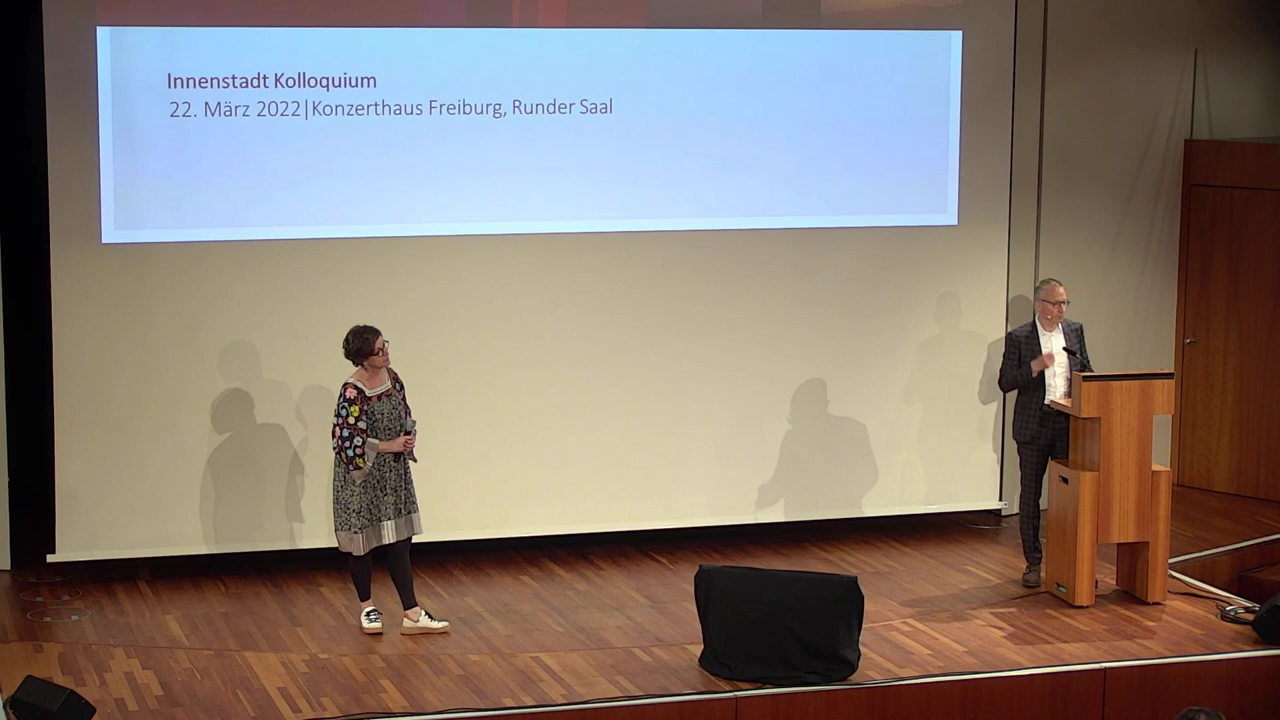 Innenstadt Kolloquium
22. März 2022|Konzerthaus Freiburg, Runder Saal